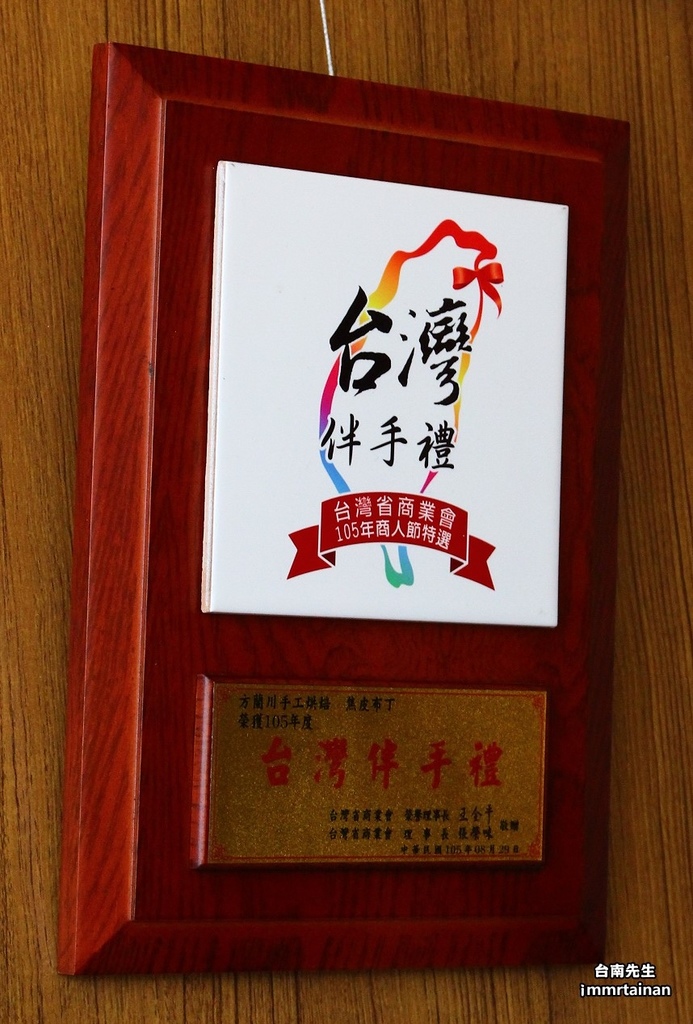 台灣
伴手禮
台灣省商業會
105年商人節特選
方蘭川手工烘焙 焦皮布丁
榮獲105年度
台灣伴手禮
台灣省商業會 榮譽理事長 王金平
台灣省商業會 理事長 張榮味 敬贈
中華民國105年08月29日
台南先生
immrtainan